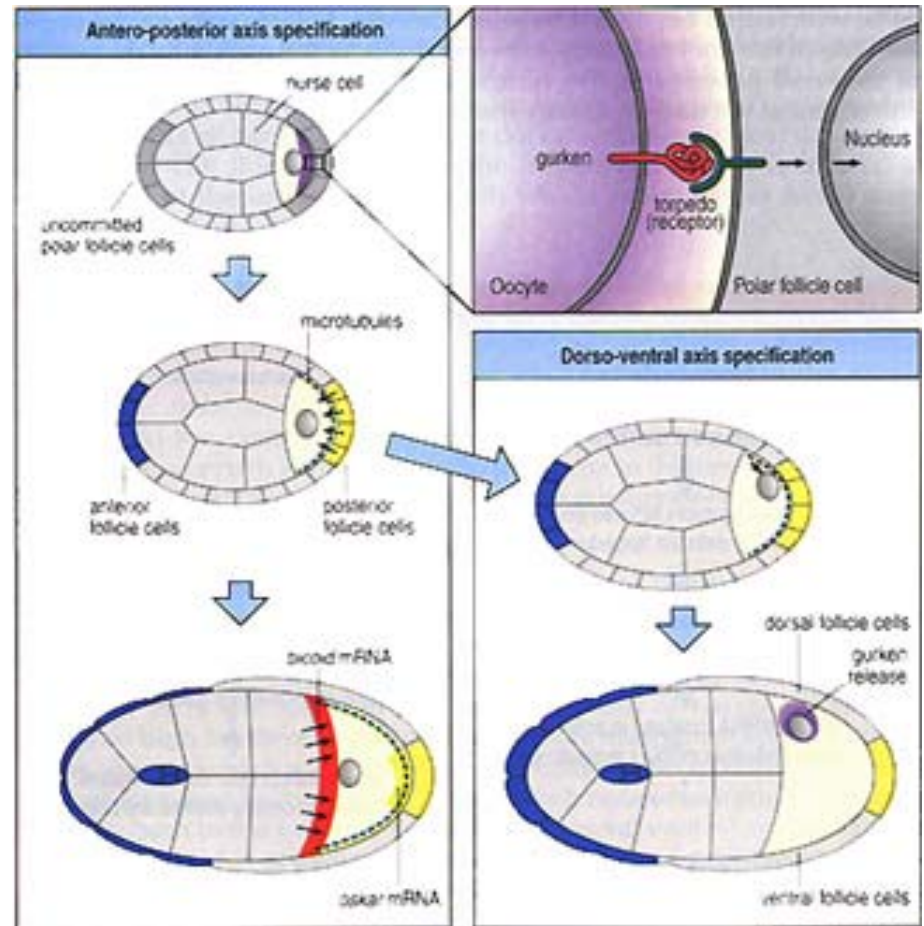 Antero-posterior axis specification
nurse cell
uncommitted
polar follicle cells
microtubules
anterior
follicle cells
posterior
follicle cells
bicoid mRNA
oskar mRNA
gurken
torpedo
(receptor)
Nucleus
Oocyte
Polar follicle cell
Dorso-ventral axis specification
dorsal follicle cells
gurken
release
ventral follicle cells